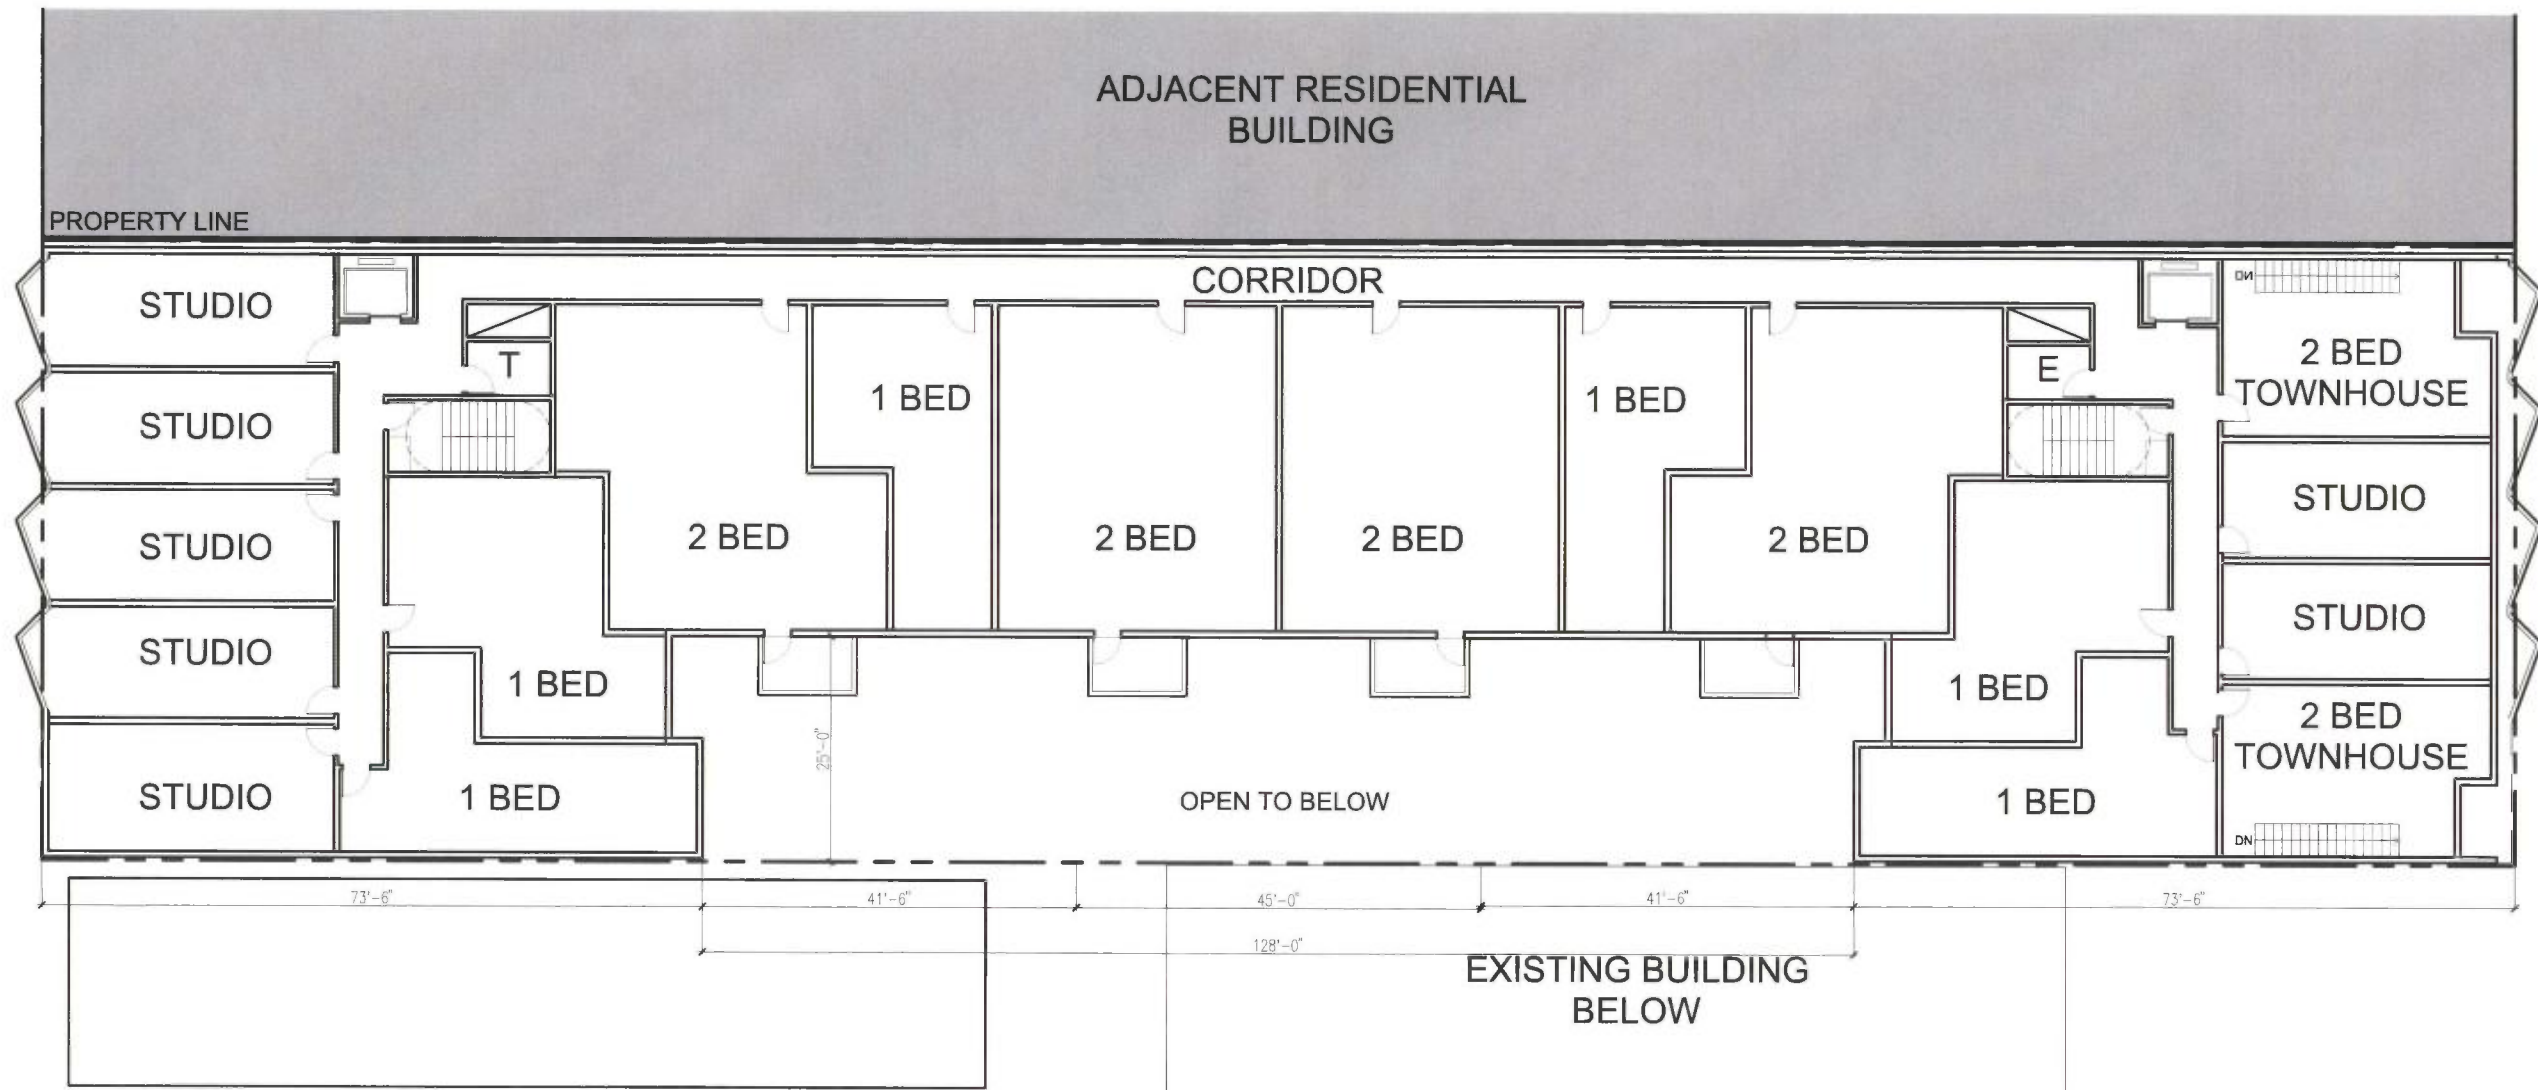 ADJACENT RESIDENTIAL
BUILDING
PROPERTY LINE
CORRIDOR
STUDIO
STUDIO
STUDIO
STUDIO
STUDIO
T
1 BED
1 BED
2 BED
1 BED
2 BED
2 BED
1 BED
2 BED
E
1 BED
1 BED
DN
2 BED
TOWNHOUSE
STUDIO
STUDIO
2 BED
TOWNHOUSE
DN
25'-0"
OPEN TO BELOW
73'-6"
41'-6"
45'-0"
41'-6"
73'-6"
128'-0"
EXISTING BUILDING
BELOW